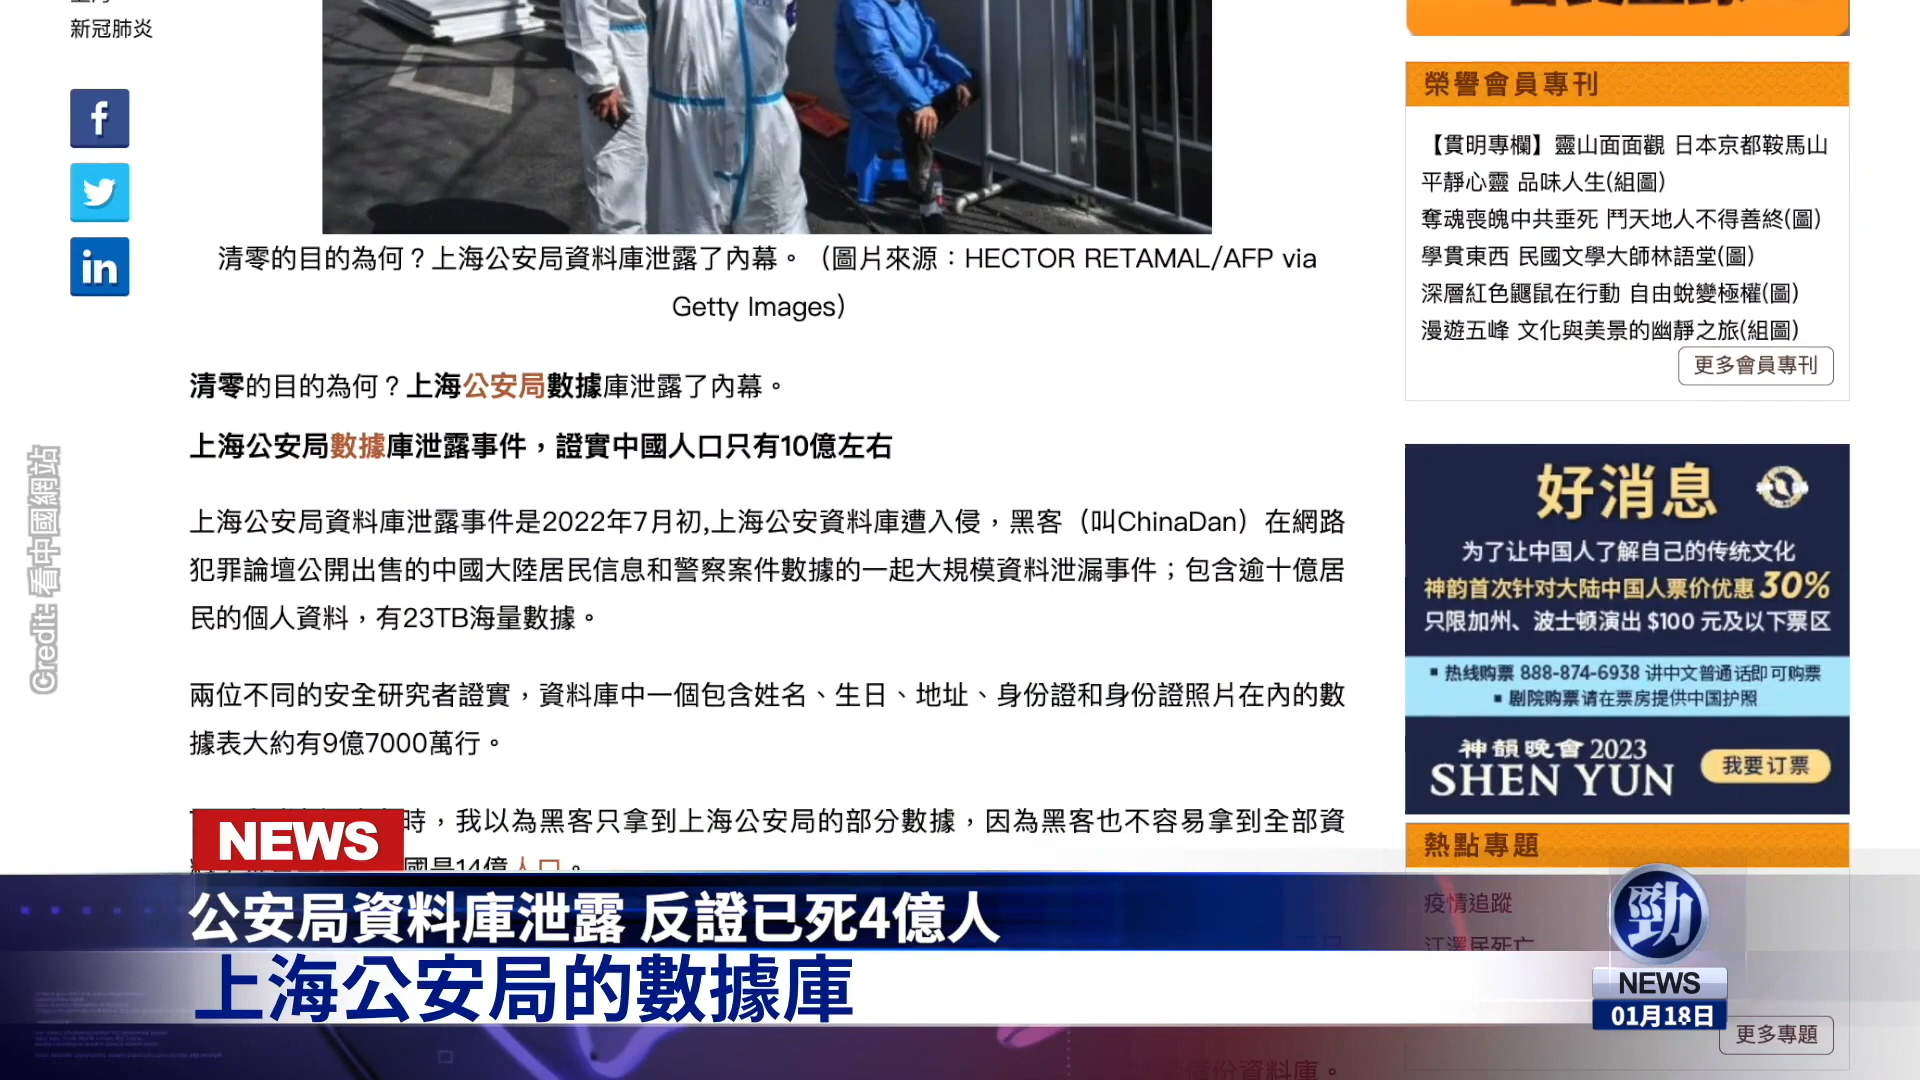 新冠肺炎
清零的目的為何？上海公安局資料庫泄露了內幕。（圖片來源：HECTOR RETAMAL/AFP via
Getty Images）
清零的目的為何？上海公安局數據庫泄露了內幕。
上海公安局數據庫泄露事件，證實中國人口只有10億左右
上海公安局資料庫泄露事件是2022年7月初,上海公安資料庫遭入侵，黑客（叫ChinaDan）在網路
犯罪論壇公開出售的中國大陸居民信息和警察案件數據的一起大規模資料泄漏事件；包含逾十億居
民的個人資料，有23TB海量數據。
兩位不同的安全研究者證實，資料庫中一個包含姓名、生日、地址、身份證和身份證照片在內的數
據表大約有9億7000萬行。
時，我以為黑客只拿到上海公安局的部分數據，因為黑客也不容易拿到全部資
國是14億人口。
Credit: 看中國網站
榮譽會員專刊
【貫明專欄】靈山面面觀 日本京都鞍馬山
平靜心靈 品味人生(組圖)
奪魂喪魄中共垂死 鬥天地人不得善終(圖)
學貫東西 民國文學大師林語堂(圖)
深層紅色鼴鼠在行動 自由蛻變極權(圖)
漫遊五峰 文化與美景的幽靜之旅(組圖)
更多會員專刊
好消息
为了让中国人了解自己的传统文化
神韵首次针对大陆中国人票价优惠 30%
只限加州、波士顿演出 $100 元及以下票区
▪ 热线购票 888-874-6938 讲中文普通话即可购票
▪ 剧院购票请在票房提供中国护照
神韻晚會 2023
SHEN YUN
我要订票
熱點專題
疫情追蹤
江澤民死亡
更多專題
NEWS
公安局資料庫泄露 反證已死4億人
上海公安局的數據庫
勁
NEWS
01月18日
份資料庫。